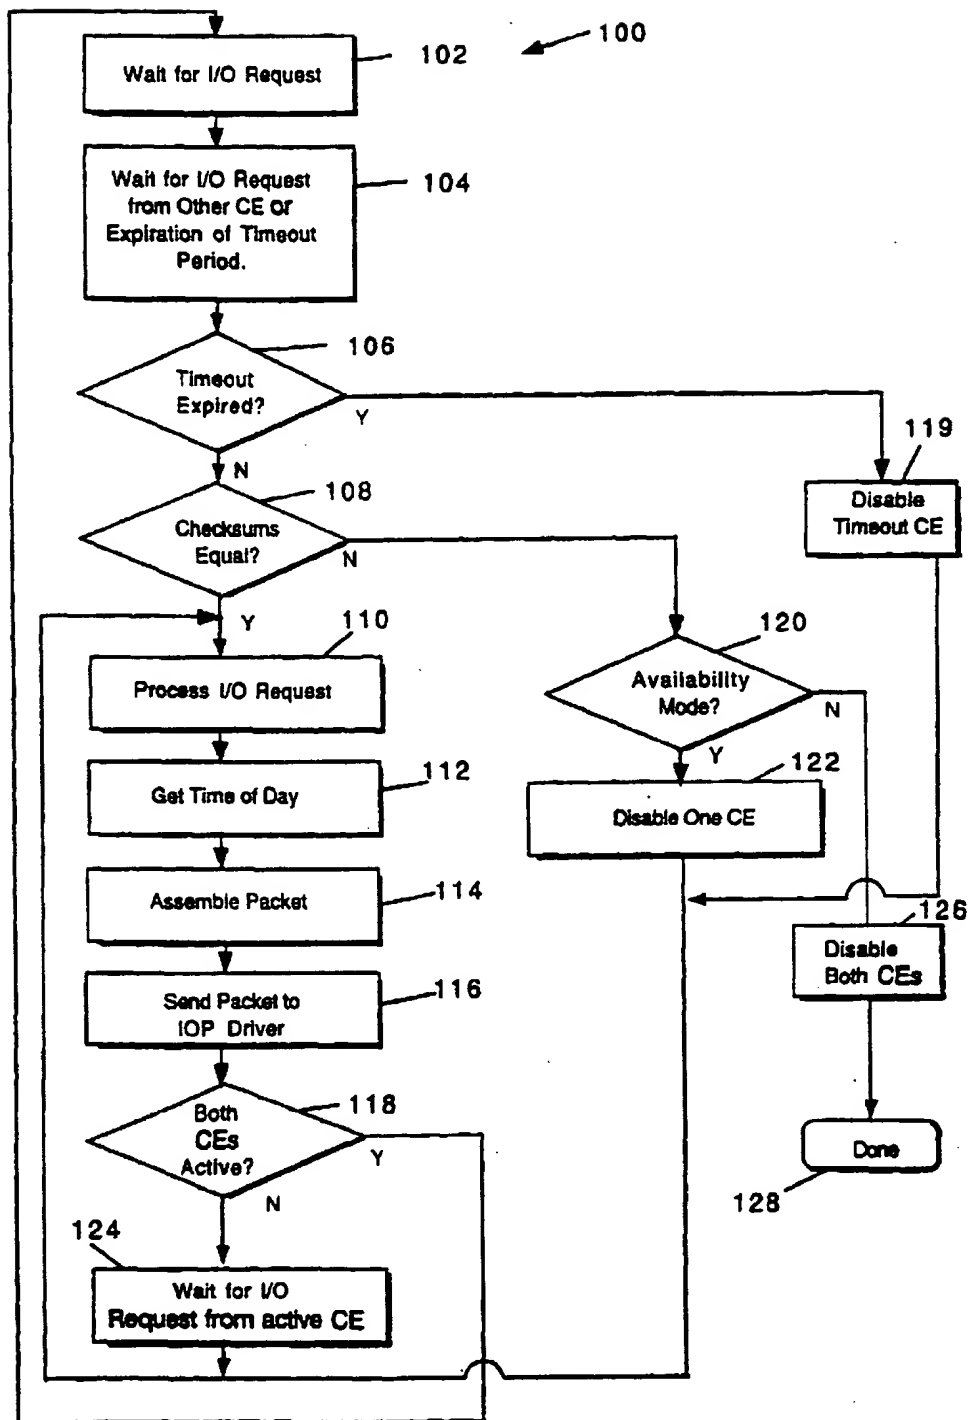 100
Wait for I/O Request
102
Wait for I/O Request
from Other CE or
Expiration of Timeout
Period.
104
Timeout
Expired?
106
Y
N
Disable
Timeout CE
119
Checksums
Equal?
108
N
Y
Process I/O Request
110
Availability
Mode?
120
N
Y
Get Time of Day
112
Disable One CE
122
Assemble Packet
114
Disable
Both CEs
126
Send Packet to
IOP Driver
116
Both
CEs
Active?
118
Y
N
Done
128
124
Wait for I/O
Request from active CE